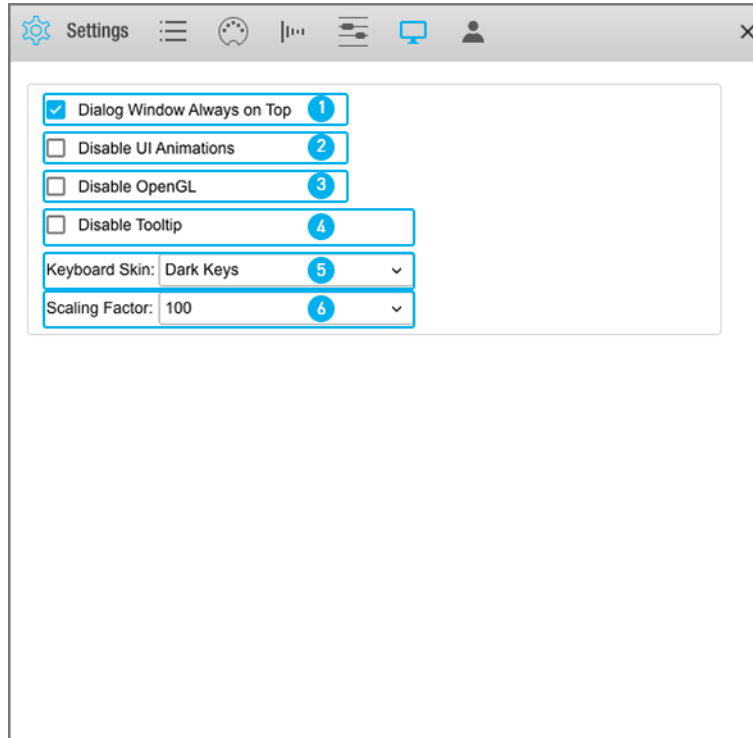 Settings
Dialog Window Always on Top 1
Disable UI Animations 2
Disable OpenGL 3
Disable Tooltip 4
Keyboard Skin: Dark Keys 5
Scaling Factor: 100 6